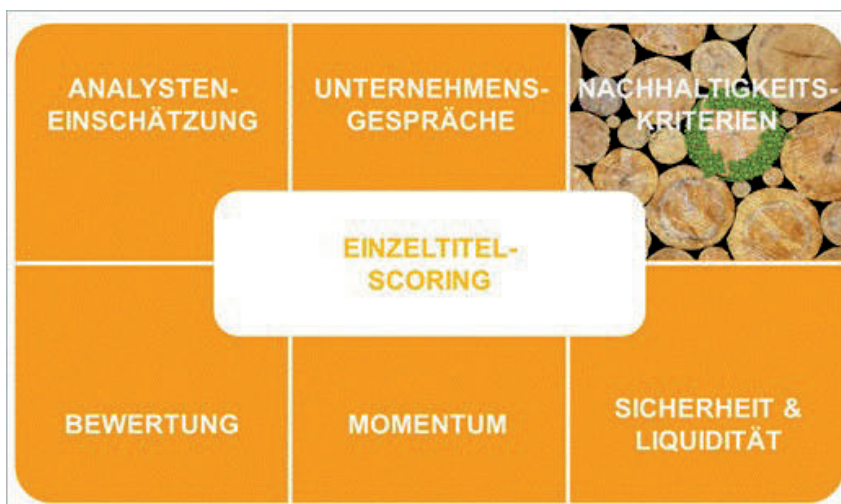 ANALYSTEN-
EINSCHÄTZUNG
UNTERNEHMENS-
GESPRÄCHE
NACHHALTIGKEITS-
KRITERIEN
EINZELTITEL-
SCORING
BEWERTUNG
MOMENTUM
SICHERHEIT &
LIQUIDITÄT